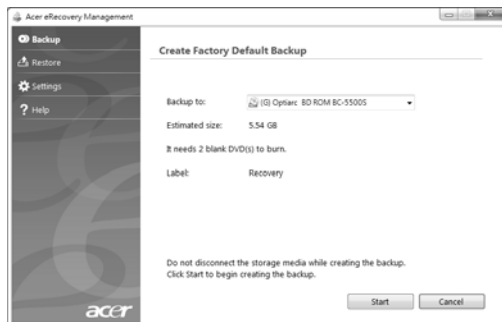 Acer eRecovery Management
Backup
Restore
Settings
Help
Create Factory Default Backup
Backup to: (G) Optiarc BD ROM BC-5500S
Estimated size: 5.54 GB
It needs 2 blank DVD(s) to burn.
Label: Recovery
Do not disconnect the storage media while creating the backup.
Click Start to begin creating the backup.
Start Cancel
acer